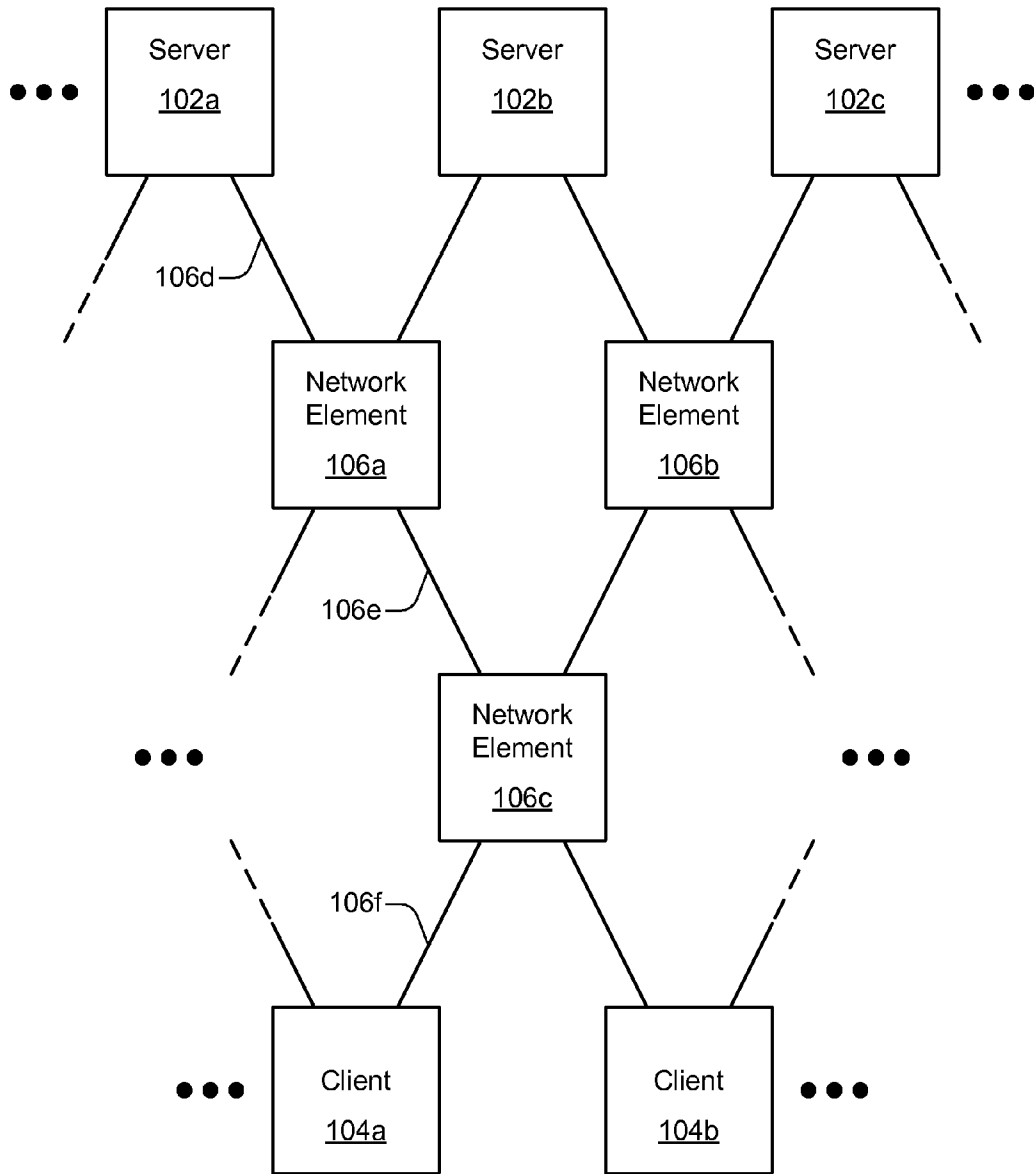 Server
102a
Server
102b
Server
102c
106d
Network
Element
106a
Network
Element
106b
106e
Network
Element
106c
106f
Client
104a
Client
104b